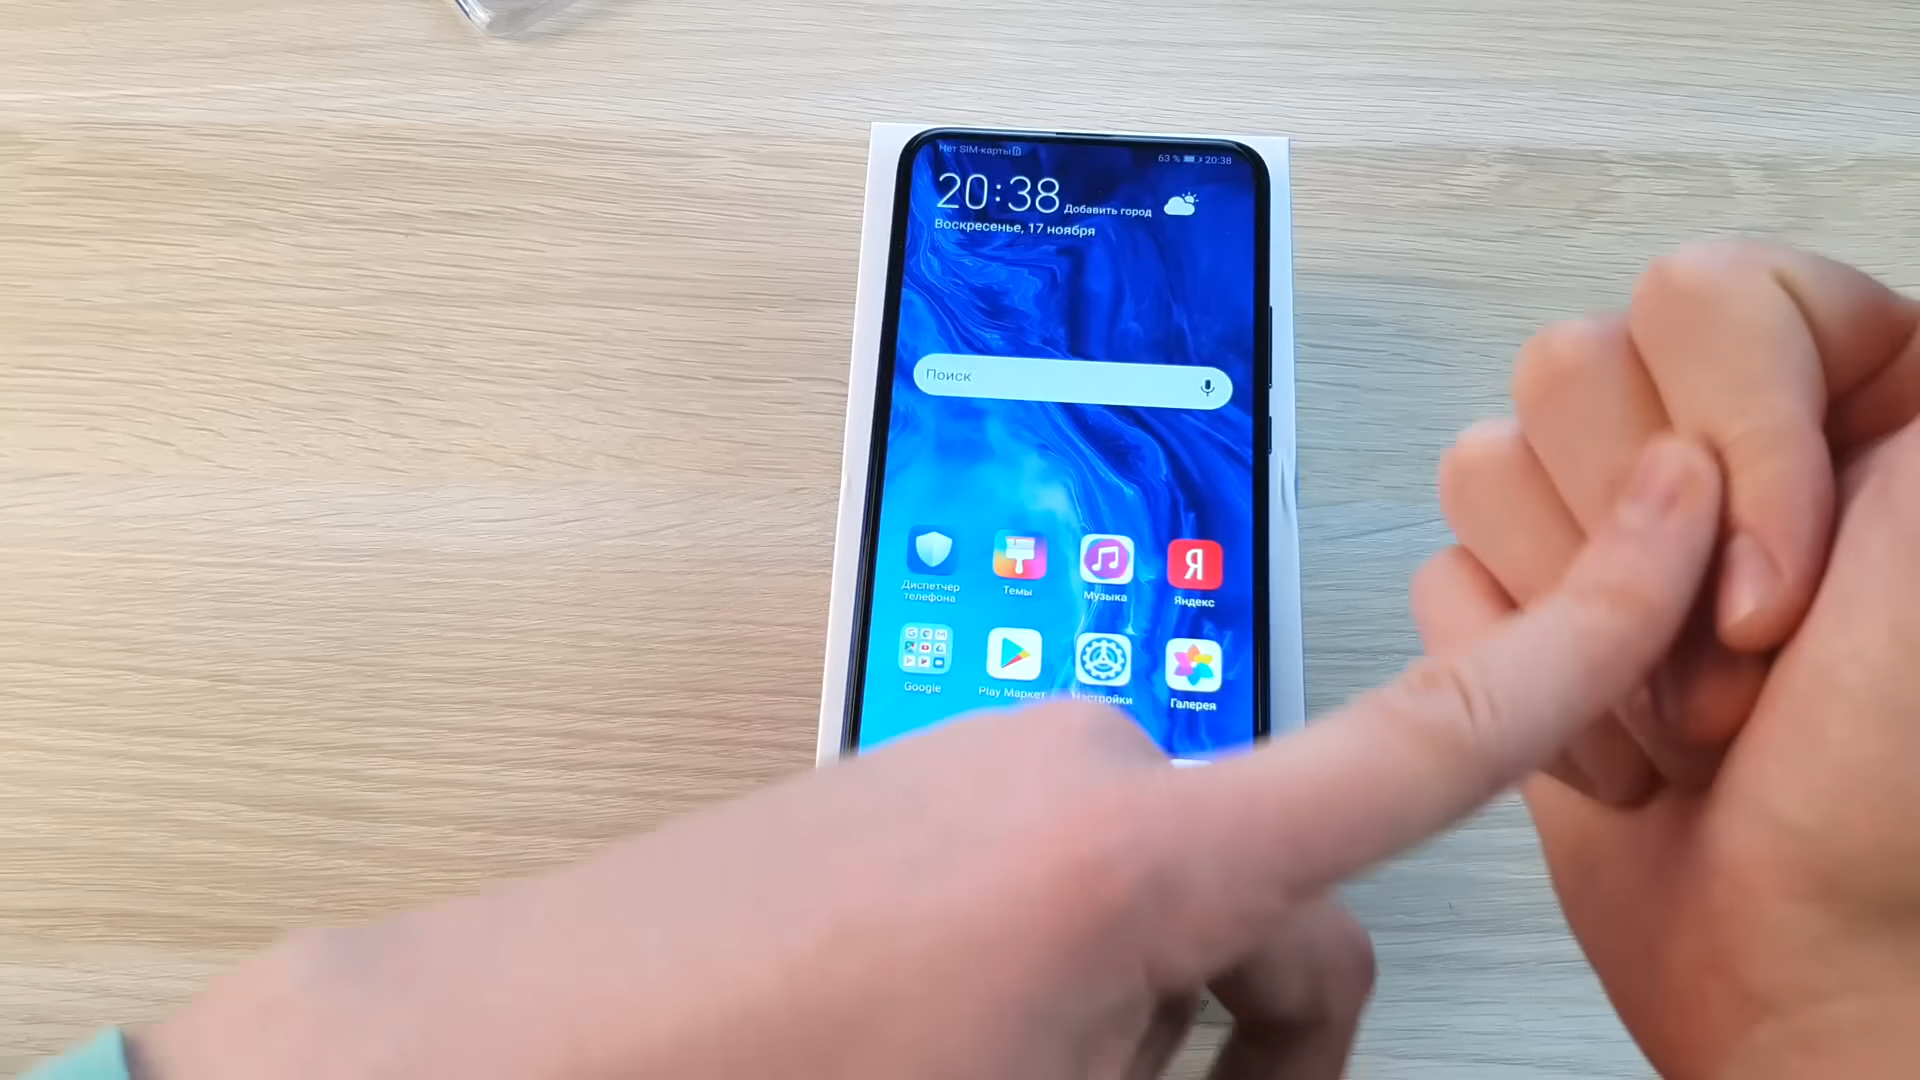 Нет SIM-карты
63 % 20:38
20:38 Добавить город
Воскресенье, 17 ноября
Поиск
Диспетчер
телефона
Темы
Музыка
Я
Яндекс
Google
Play Маркет
Настройки
Галерея